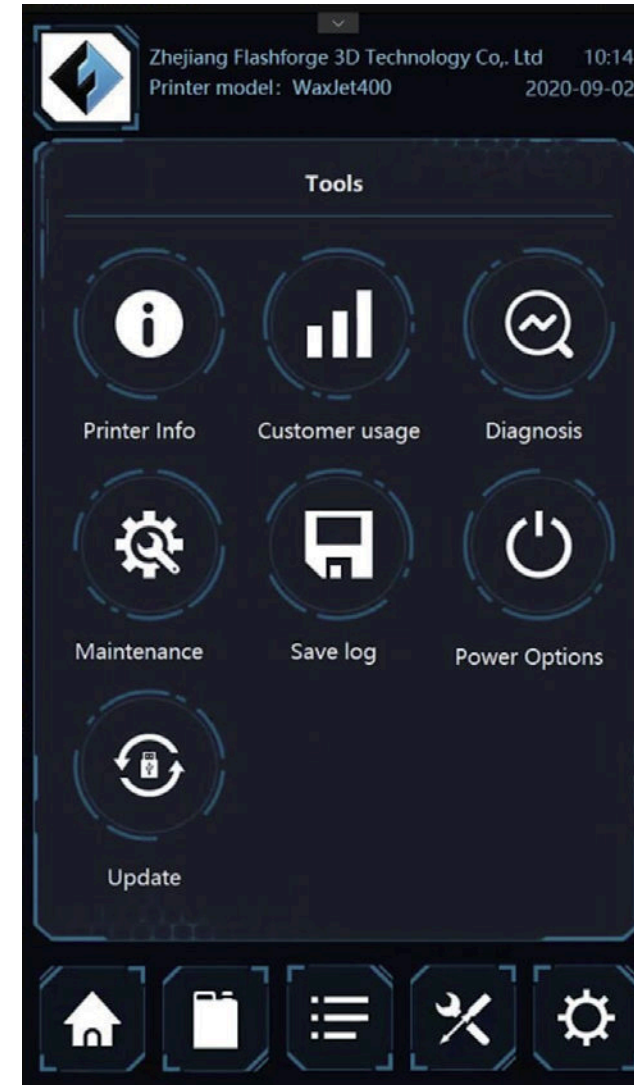 Zhejiang Flashforge 3D Technology Co,. Ltd 10:14
Printer model: WaxJet400 2020-09-02
Tools
Printer Info Customer usage Diagnosis
Maintenance Save log Power Options
Update